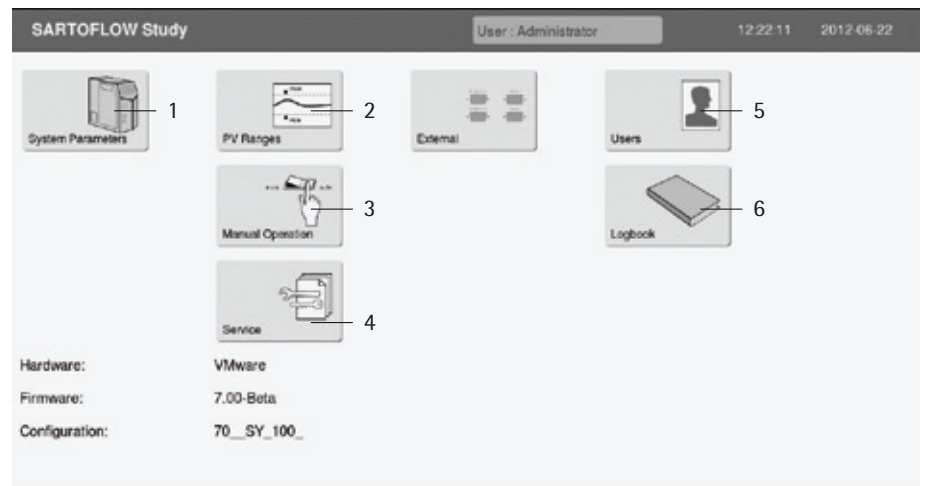 SARTOFLOW Study User : Administrator 12:22:11 2012-06-22
System Parameters 1 PV Ranges 2 External Users 5
Manual Operation 3 Logbook 6
Service 4
Hardware: VMware
Firmware: 7.00-Beta
Configuration: 70__SY_100_